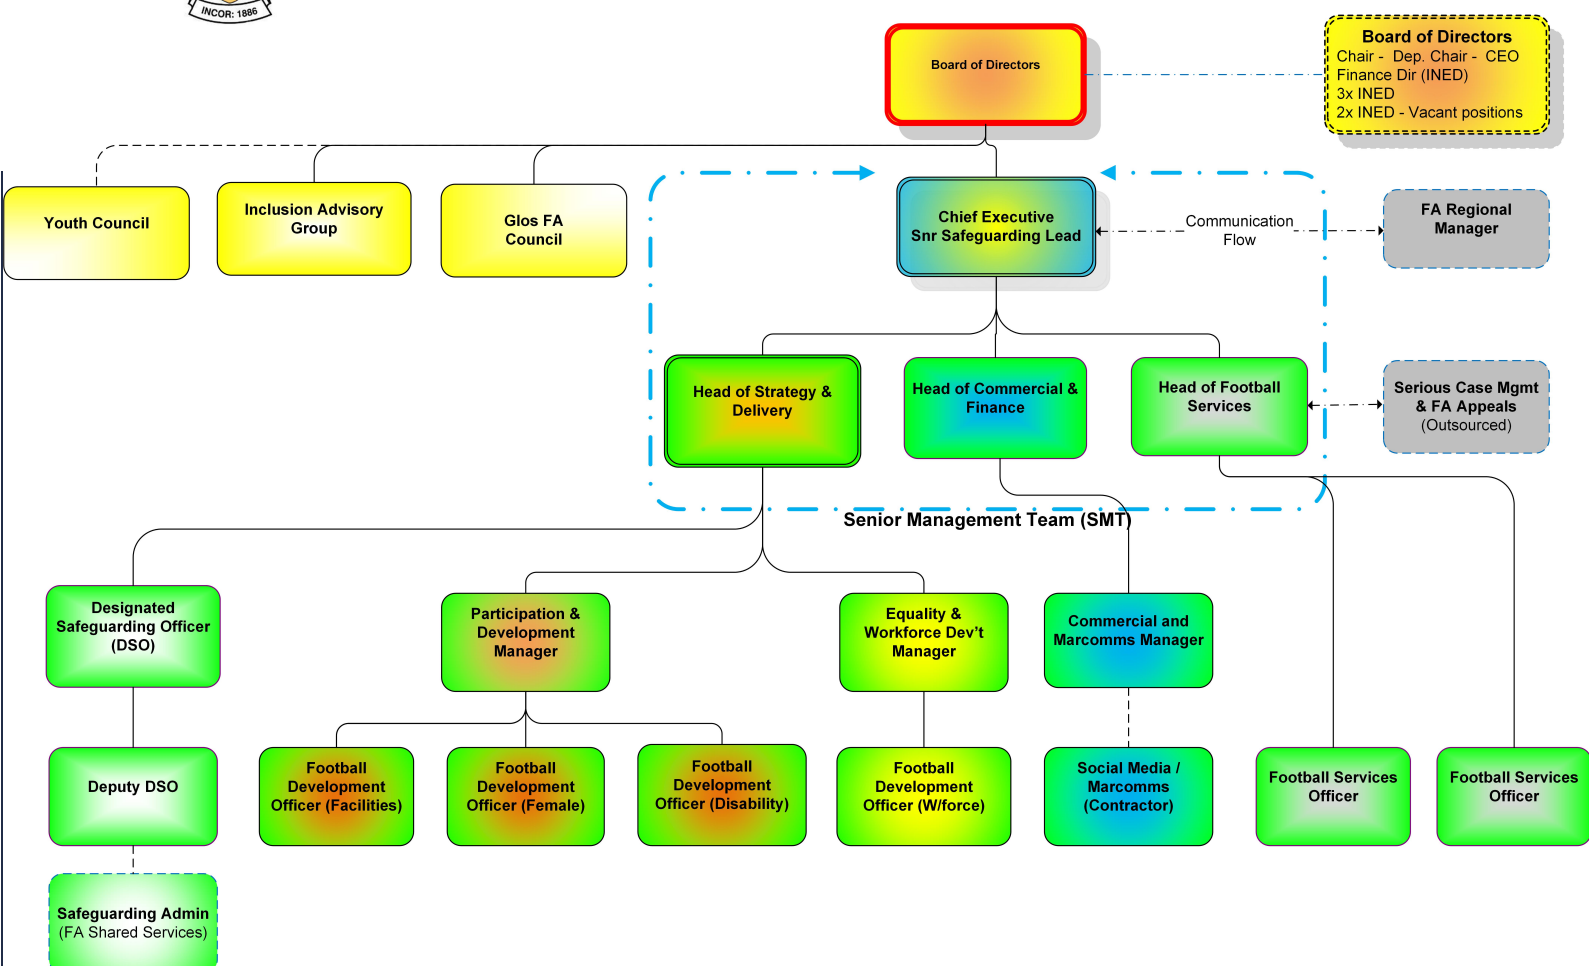 INCOR: 1886
Board of Directors
Board of Directors
Chair - Dep. Chair - CEO
Finance Dir (INED)
3x INED
2x INED - Vacant positions
Youth Council
Inclusion Advisory
Group
Glos FA
Council
Chief Executive
Snr Safeguarding Lead
Communication
Flow
FA Regional
Manager
Head of Strategy &
Delivery
Head of Commercial &
Finance
Head of Football
Services
Serious Case Mgmt
& FA Appeals
(Outsourced)
Senior Management Team (SMT)
Designated
Safeguarding Officer
(DSO)
Participation &
Development
Manager
Equality &
Workforce Dev't
Manager
Commercial and
Marcomms Manager
Deputy DSO
Football
Development
Officer (Facilities)
Football
Development
Officer (Female)
Football
Development
Officer (Disability)
Football
Development
Officer (W/force)
Social Media /
Marcomms
(Contractor)
Football Services
Officer
Football Services
Officer
Safeguarding Admin
(FA Shared Services)